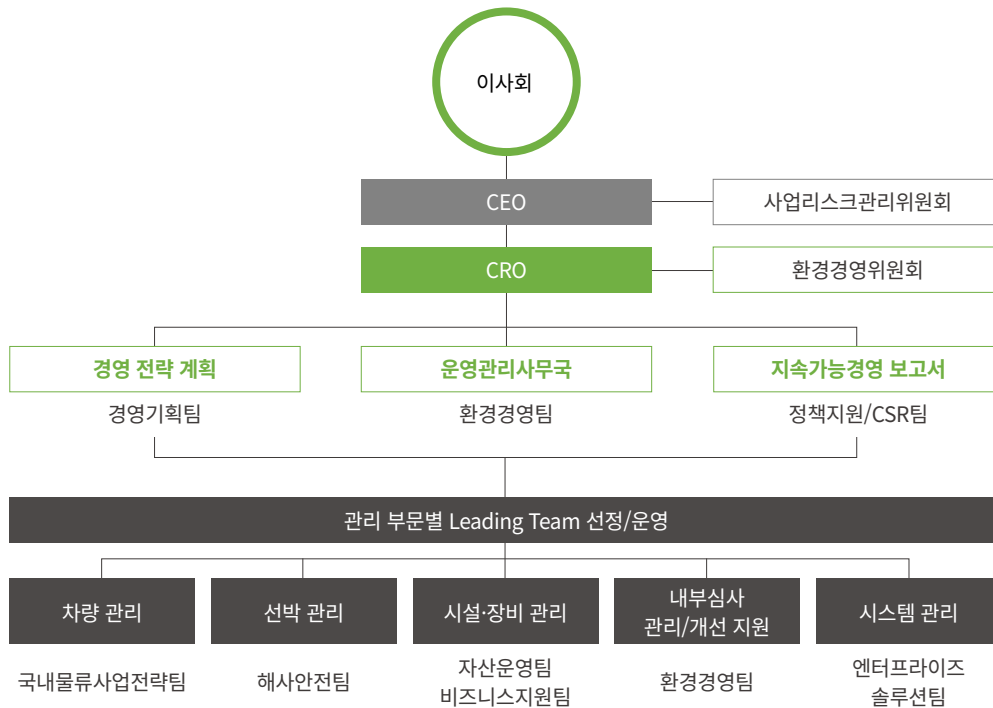 이사회
CEO
사업리스크관리위원회
CRO
환경경영위원회
경영 전략 계획
운영관리사무국
지속가능경영 보고서
경영기획팀
환경경영팀
정책지원/CSR팀
관리 부문별 Leading Team 선정/운영
차량 관리
선박 관리
시설·장비 관리
내부심사
관리/개선 지원
시스템 관리
국내물류사업전략팀
해사안전팀
자산운영팀
비즈니스지원팀
환경경영팀
엔터프라이즈
솔루션팀